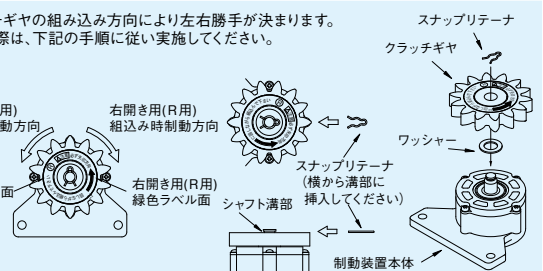 ギヤの組み込み方向により左右勝手が決まります。
際は、下記の手順に従い実施してください。
スナップリテーナ
クラッチギヤ
用)
動方向
右開き用(R用)
組込み時制動方向
ワッシャー
スナップリテーナ
(横から溝部に
挿入してください)
面
右開き用(R用)
緑色ラベル面
シャフト溝部
制動装置本体